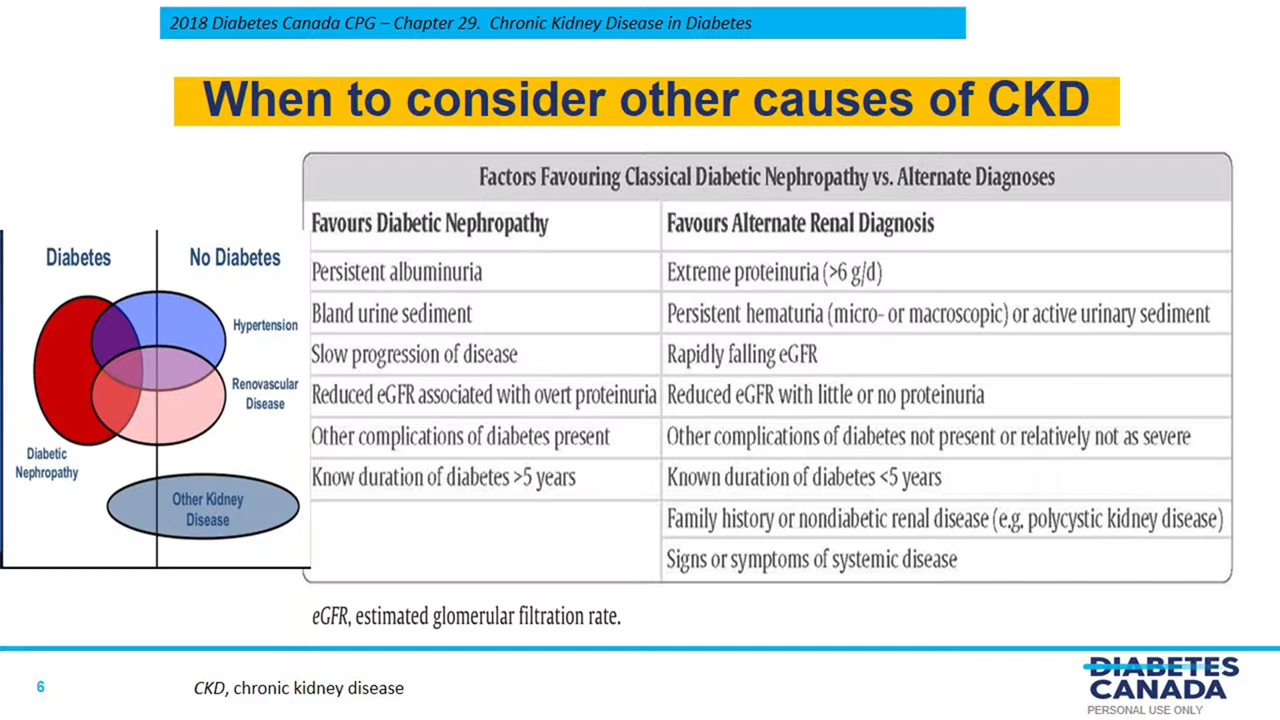 2018 Diabetes Canada CPG – Chapter 29. Chronic Kidney Disease in Diabetes
When to consider other causes of CKD
Diabetes
No Diabetes
Hypertension
Renovascular
Disease
Diabetic
Nephropathy
Other Kidney
Disease
Factors Favouring Classical Diabetic Nephropathy vs. Alternate Diagnoses
Favours Diabetic Nephropathy
Favours Alternate Renal Diagnosis
Persistent albuminuria
Extreme proteinuria (>6 g/d)
Bland urine sediment
Persistent hematuria (micro- or macroscopic) or active urinary sediment
Slow progression of disease
Rapidly falling eGFR
Reduced eGFR associated with overt proteinuria
Reduced eGFR with little or no proteinuria
Other complications of diabetes present
Other complications of diabetes not present or relatively not as severe
Know duration of diabetes >5 years
Known duration of diabetes <5 years
Family history or nondiabetic renal disease (e.g. polycystic kidney disease)
Signs or symptoms of systemic disease
eGFR, estimated glomerular filtration rate.
6
CKD, chronic kidney disease
DIABETES
CANADA
PERSONAL USE ONLY